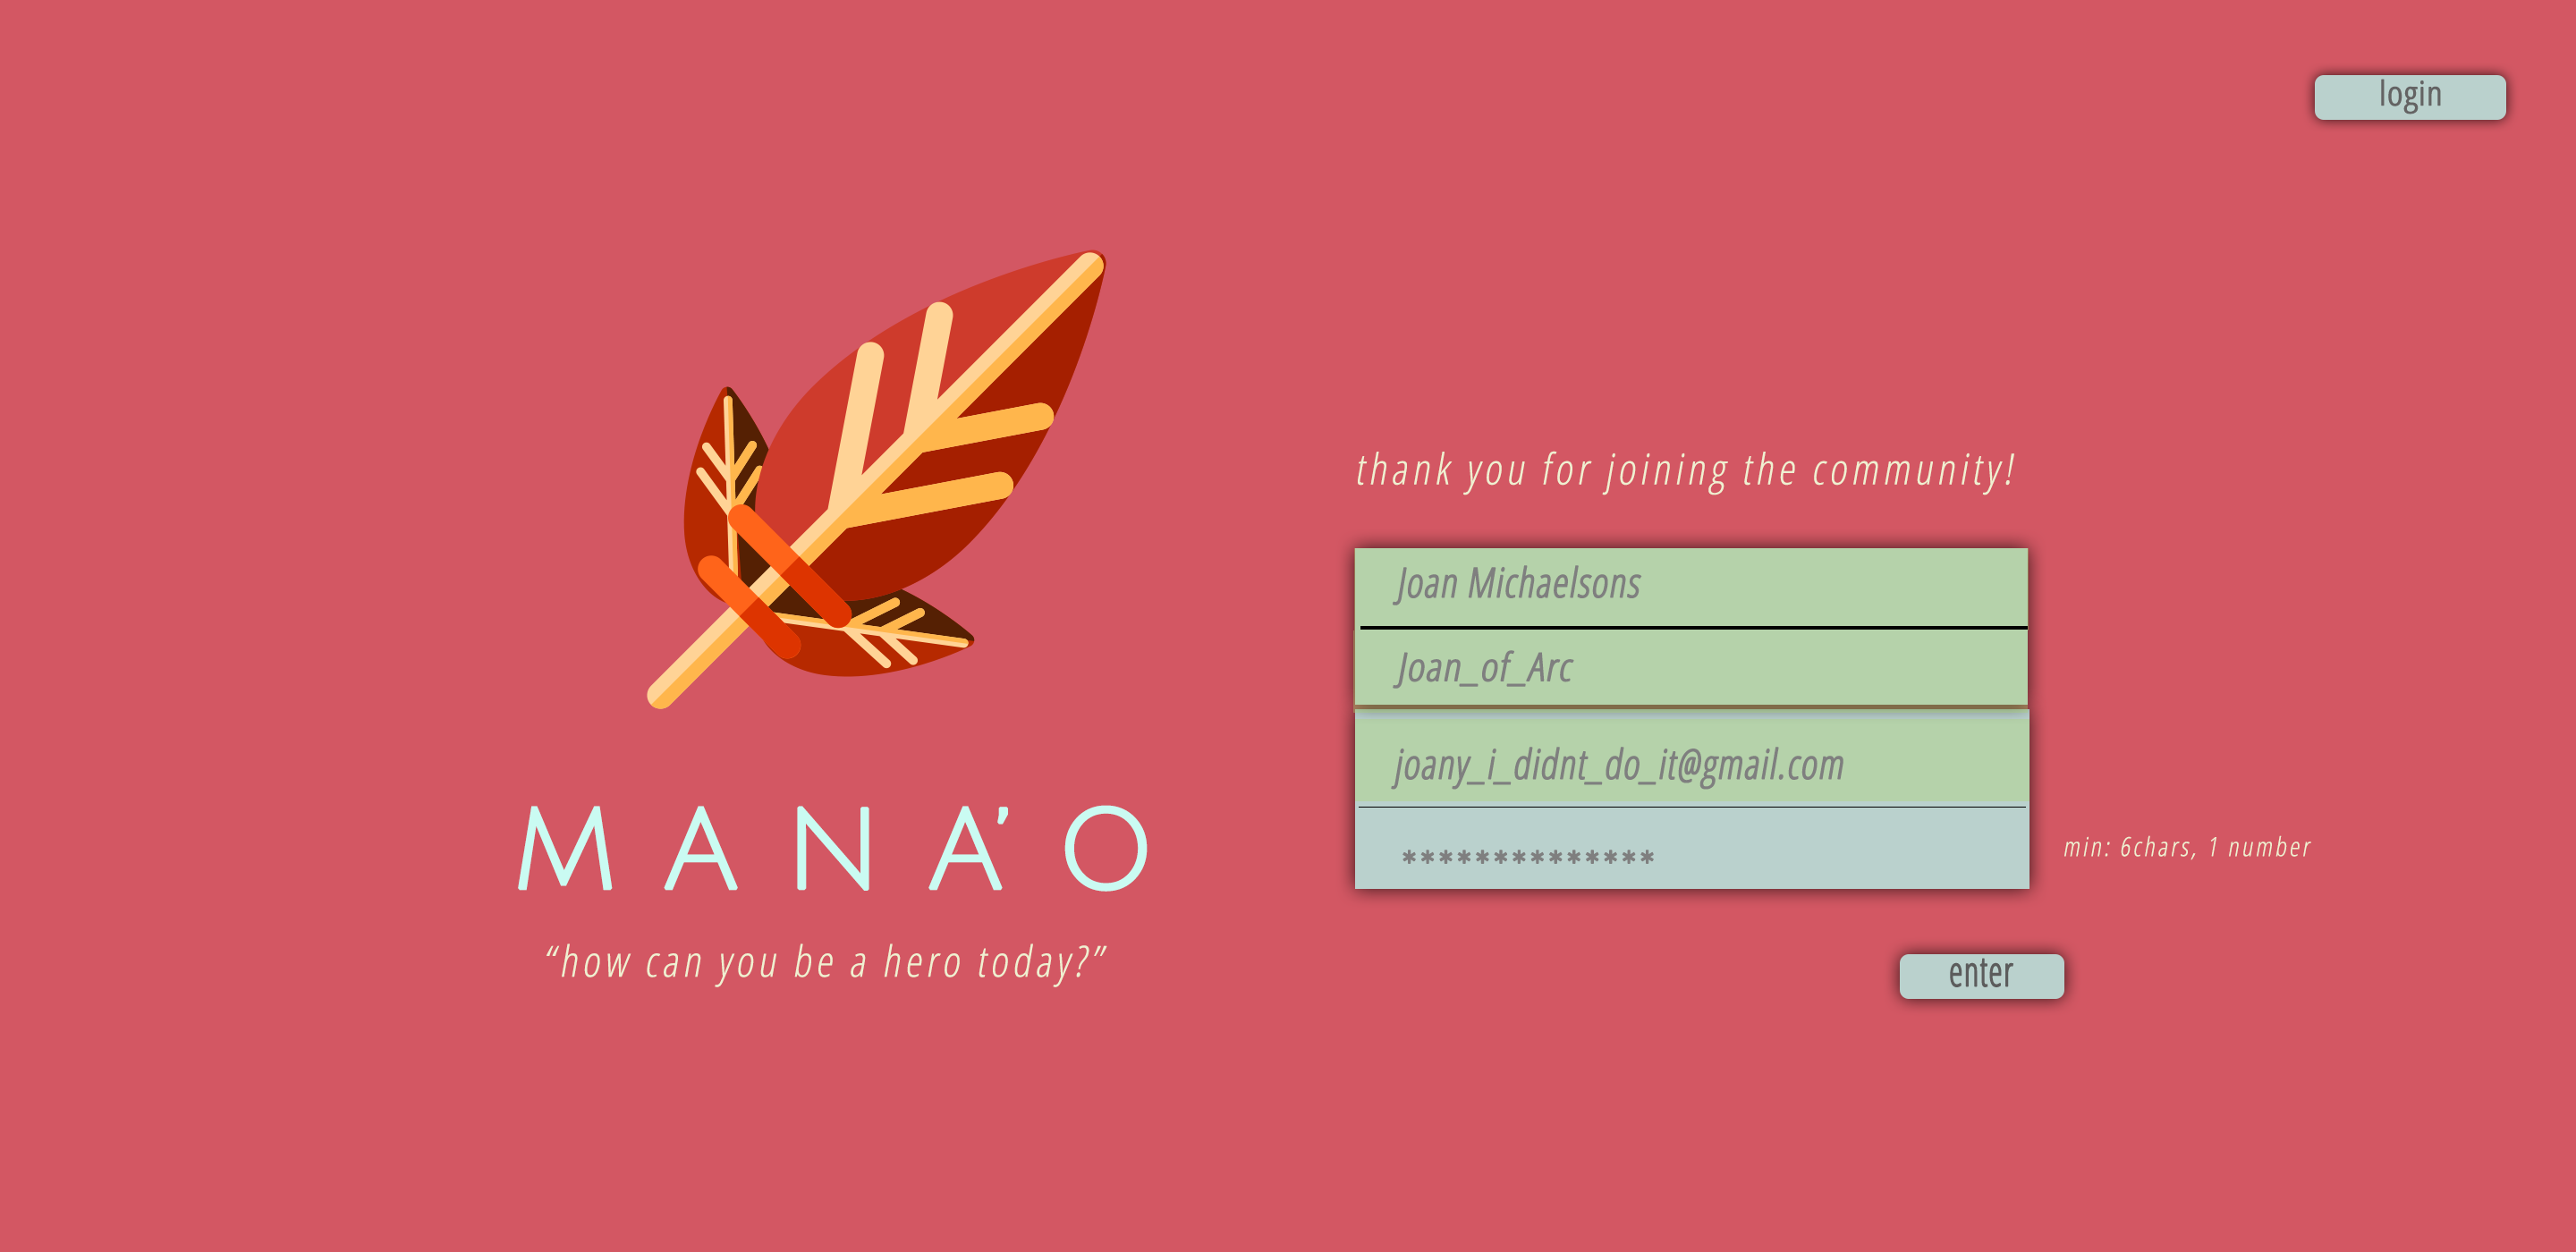 login
thank you for joining the community!
Joan Michaelsons
Joan_of_Arc
joany_i_didnt_do_it@gmail.com
**************
min: 6chars, 1 number
enter
MANA’O
“how can you be a hero today?”